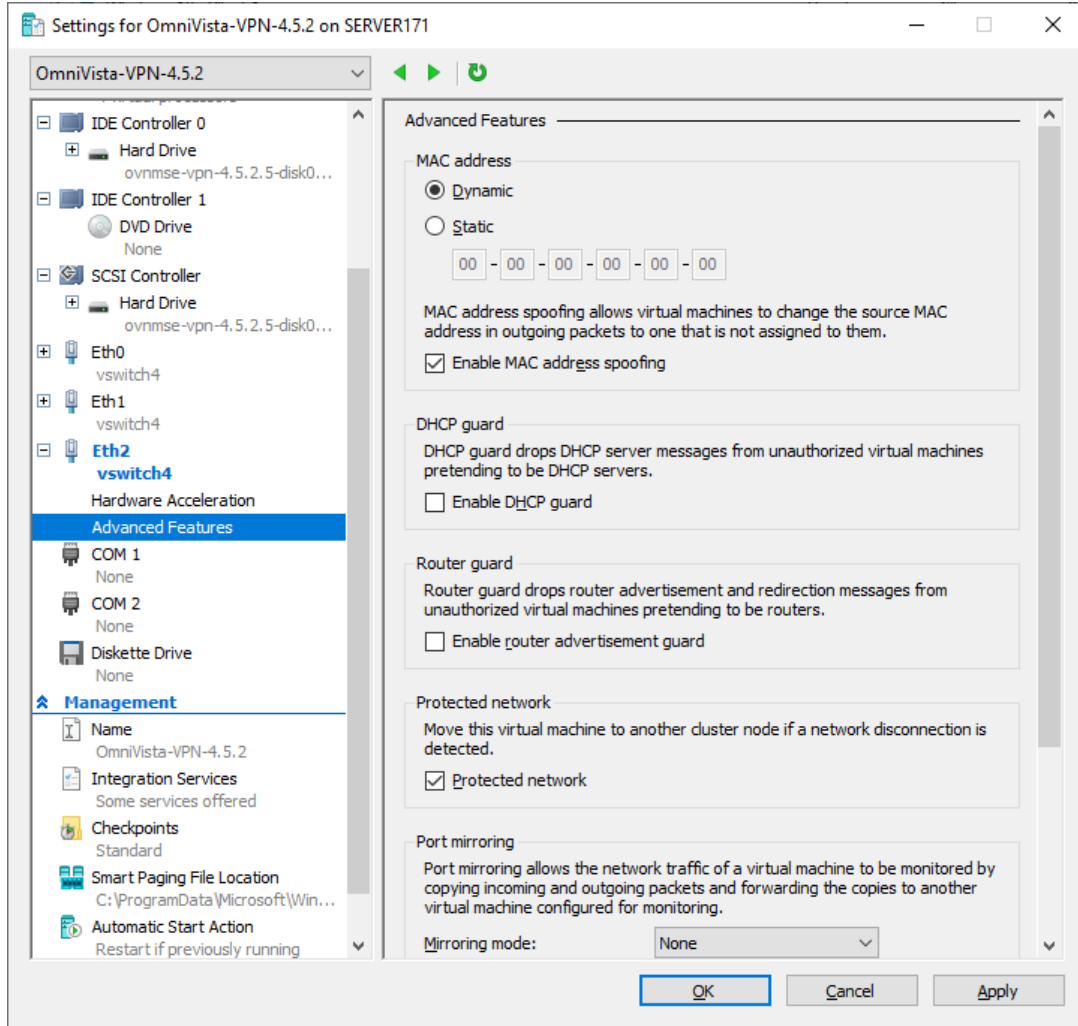 Settings for OmniVista-VPN-4.5.2 on SERVER171
OmniVista-VPN-4.5.2
IDE Controller 0
Hard Drive
ovnmse-vpn-4.5.2.5-disk0...
IDE Controller 1
DVD Drive
None
SCSI Controller
Hard Drive
ovnmse-vpn-4.5.2.5-disk0...
Eth0
vswitch4
Eth1
vswitch4
Eth2
vswitch4
Hardware Acceleration
Advanced Features
COM 1
None
COM 2
None
Diskette Drive
None
Management
Name
OmniVista-VPN-4.5.2
Integration Services
Some services offered
Checkpoints
Standard
Smart Paging File Location
C:\ProgramData\Microsoft\Win...
Automatic Start Action
Restart if previously running
Advanced Features
MAC address
Dynamic
Static
00 - 00 - 00 - 00 - 00 - 00
MAC address spoofing allows virtual machines to change the source MAC
address in outgoing packets to one that is not assigned to them.
Enable MAC address spoofing
DHCP guard
DHCP guard drops DHCP server messages from unauthorized virtual machines
pretending to be DHCP servers.
Enable DHCP guard
Router guard
Router guard drops router advertisement and redirection messages from
unauthorized virtual machines pretending to be routers.
Enable router advertisement guard
Protected network
Move this virtual machine to another cluster node if a network disconnection is
detected.
Protected network
Port mirroring
Port mirroring allows the network traffic of a virtual machine to be monitored by
copying incoming and outgoing packets and forwarding the copies to another
virtual machine configured for monitoring.
Mirroring mode: None
OK Cancel Apply